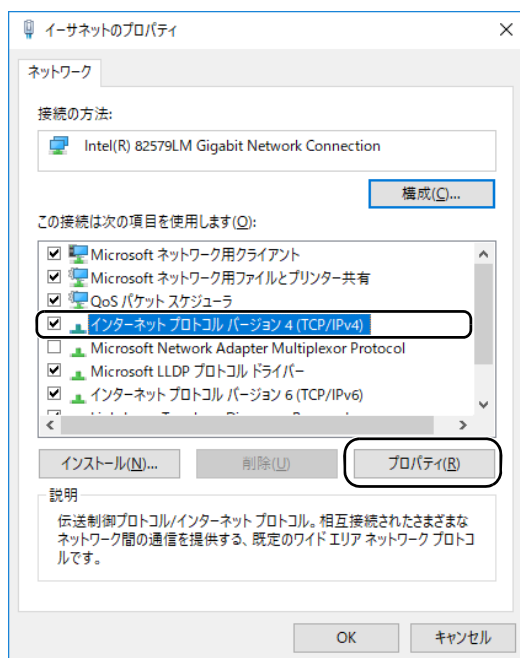 イーサネットのプロパティ
ネットワーク
接続の方法:
Intel(R) 82579LM Gigabit Network Connection
構成(C)...
この接続は次の項目を使用します(O):
Microsoft ネットワーク用クライアント
Microsoft ネットワーク用ファイルとプリンター共有
QoS パケット スケジューラ
インターネット プロトコル バージョン 4 (TCP/IPv4)
Microsoft Network Adapter Multiplexor Protocol
Microsoft LLDP プロトコル ドライバー
インターネット プロトコル バージョン 6 (TCP/IPv6)
インストール(N)...
削除(U)
プロパティ(R)
説明
伝送制御プロトコル/インターネット プロトコル。相互接続されたさまざまな
ネットワーク間の通信を提供する、既定のワイド エリア ネットワーク プロトコ
ルです。
OK
キャンセル